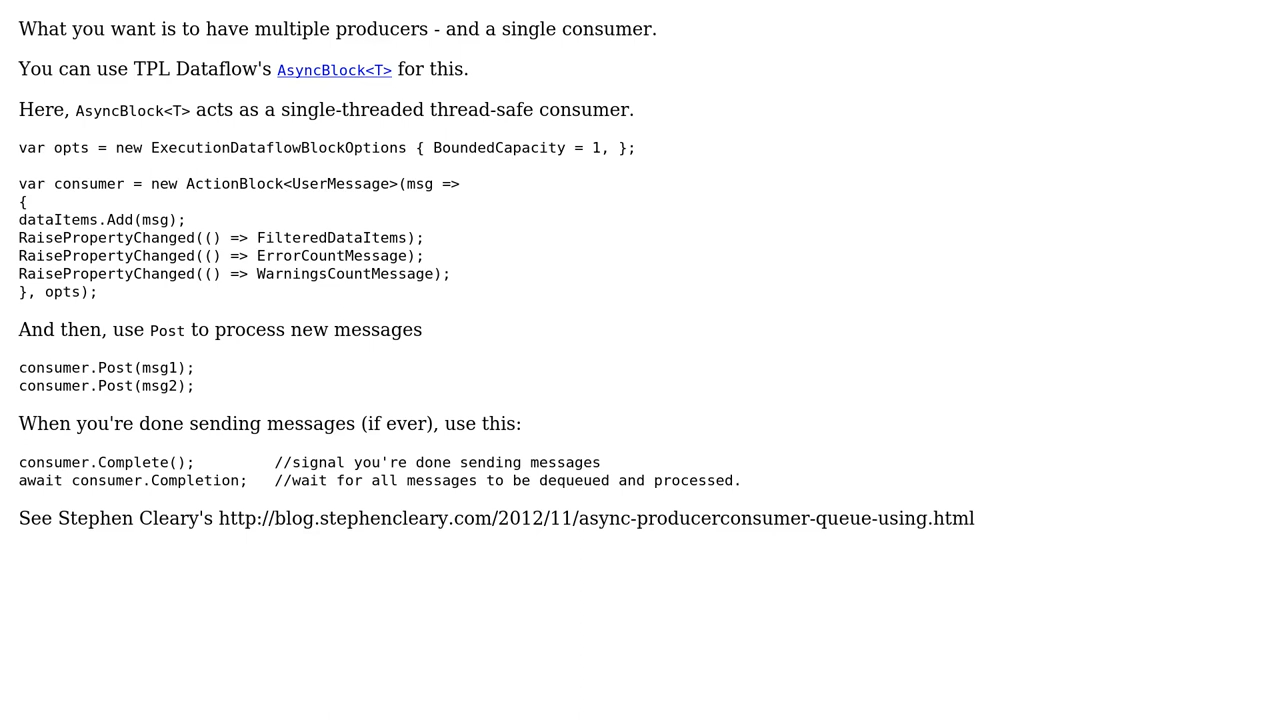 What you want is to have multiple producers - and a single consumer.
You can use TPL Dataflow's AsyncBlock<T> for this.
Here, AsyncBlock<T> acts as a single-threaded thread-safe consumer.
var opts = new ExecutionDataflowBlockOptions { BoundedCapacity = 1, };
var consumer = new ActionBlock<UserMessage>(msg =>
{
dataItems.Add(msg);
RaisePropertyChanged(() => FilteredDataItems);
RaisePropertyChanged(() => ErrorCountMessage);
RaisePropertyChanged(() => WarningsCountMessage);
}, opts);
And then, use Post to process new messages
consumer.Post(msg1);
consumer.Post(msg2);
When you're done sending messages (if ever), use this:
consumer.Complete();         //signal you're done sending messages
await consumer.Completion;   //wait for all messages to be dequeued and processed.
See Stephen Cleary's http://blog.stephencleary.com/2012/11/async-producerconsumer-queue-using.html